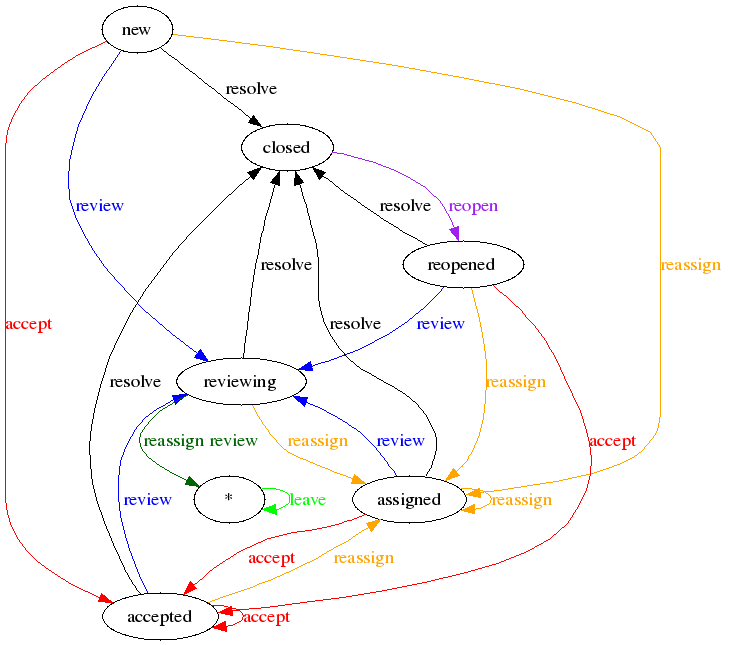 new
resolve
closed
review
resolve
reopen
reopened
reassign
resolve
accept
resolve
review
reviewing
resolve
reassign
reassign review
reassign
review
accept
*
leave
assigned
reassign
review
accept
reassign
accepted
accept